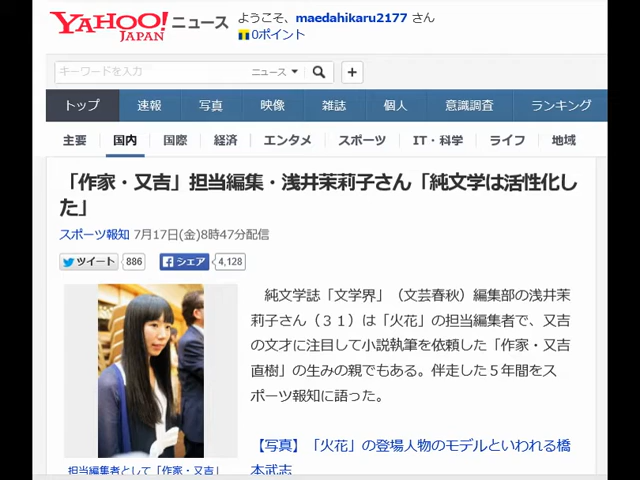 YAHOO! JAPAN ニュース
ようこそ、maedahikaru2177 さん
0ポイント
キーワードを入力 ニュース
トップ 速報 写真 映像 雑誌 個人 意識調査 ランキング
主要 国内 国際 経済 エンタメ スポーツ IT・科学 ライフ 地域
「作家・又吉」担当編集・浅井茉莉子さん「純文学は活性化し
た」
スポーツ報知 7月17日(金)8時47分配信
ツイート 886 シェア 4,128
純文学誌「文学界」（文芸春秋）編集部の浅井茉
莉子さん（３１）は「火花」の担当編集者で、又吉
の文才に注目して小説執筆を依頼した「作家・又吉
直樹」の生みの親でもある。伴走した５年間をス
ポーツ報知に語った。
【写真】「火花」の登場人物のモデルといわれる橋
本武志
担当編集者として「作家・又吉」